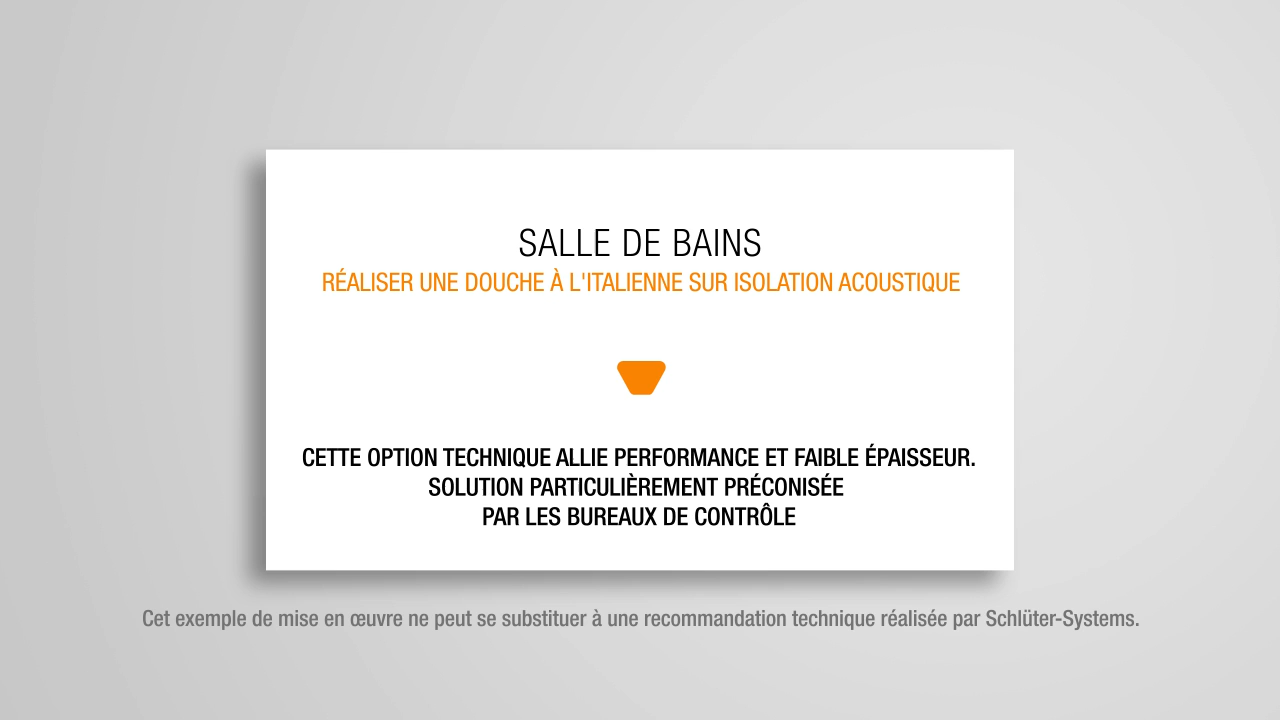 SALLE DE BAINS
RÉALISER UNE DOUCHE À L'ITALIENNE SUR ISOLATION ACOUSTIQUE
CETTE OPTION TECHNIQUE ALLIE PERFORMANCE ET FAIBLE ÉPAISSEUR.
SOLUTION PARTICULIÈREMENT PRÉCONISÉE
PAR LES BUREAUX DE CONTRÔLE
Cet exemple de mise en œuvre ne peut se substituer à une recommandation technique réalisée par Schlüter-Systems.